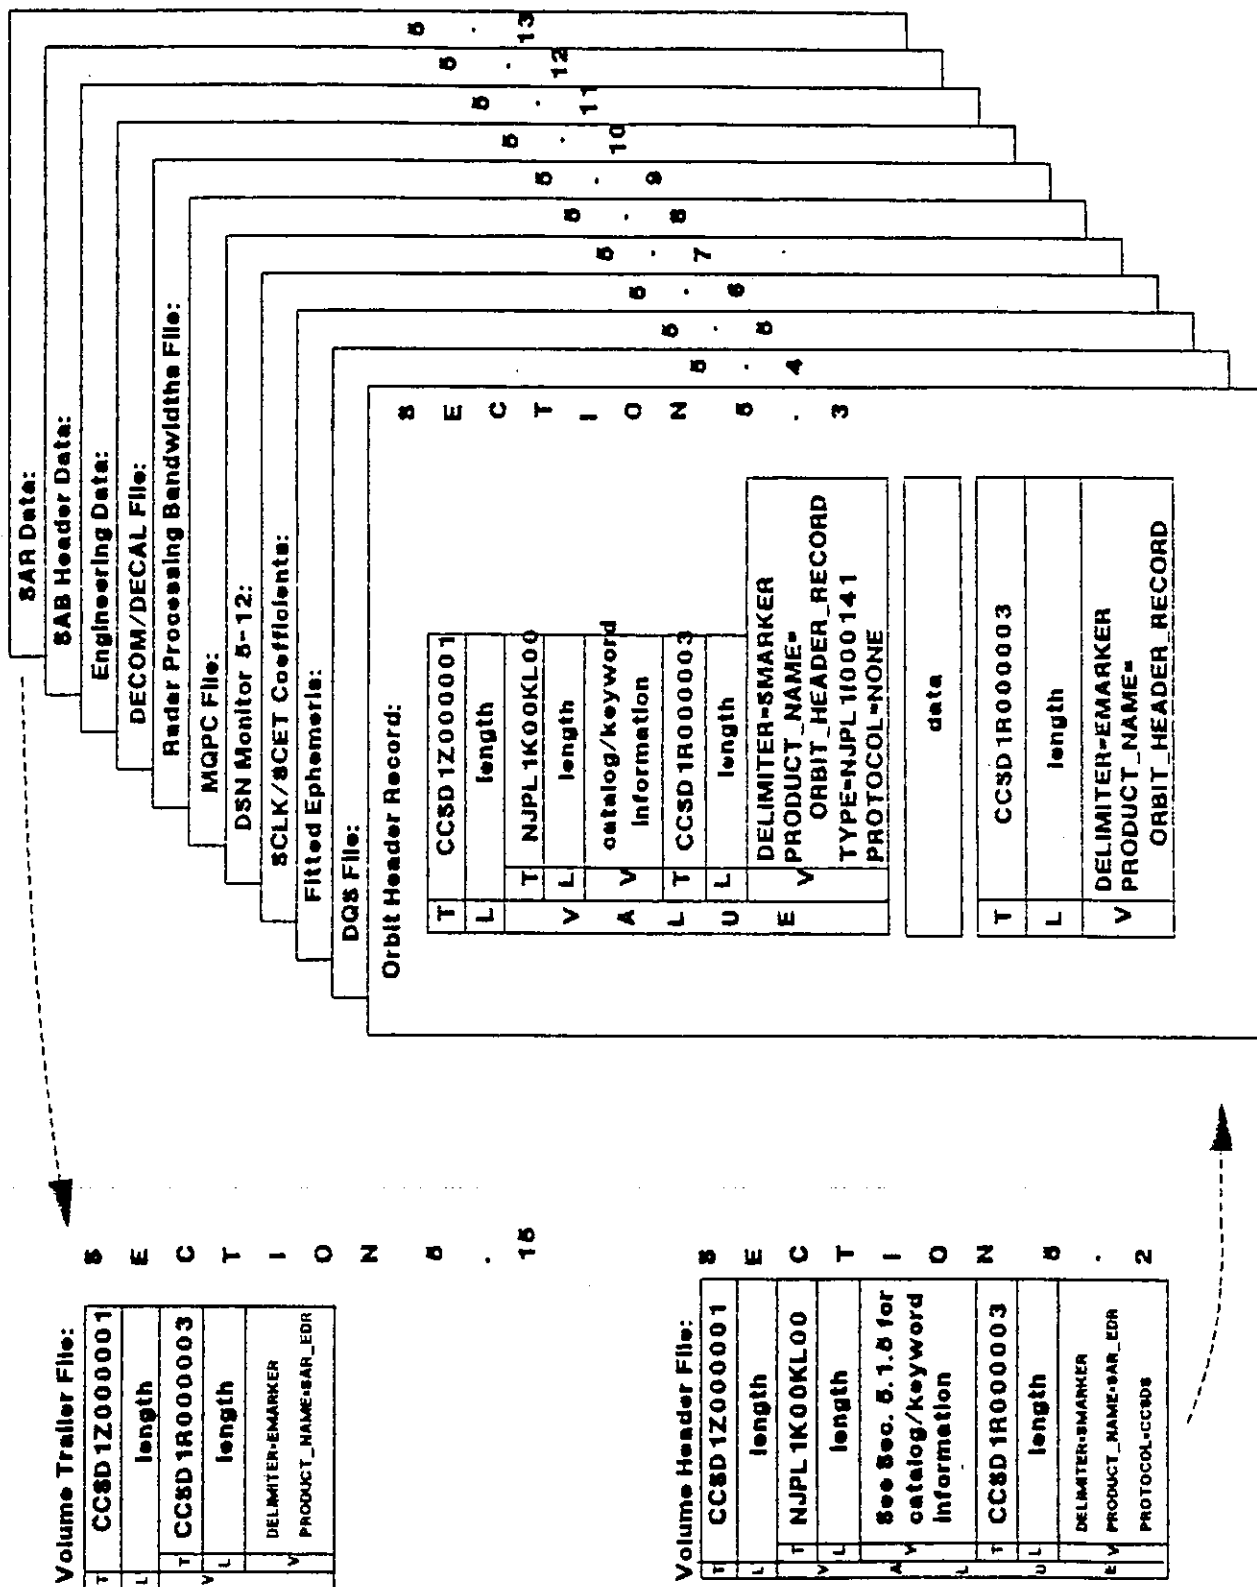 Volume Header File:
T CCSD1Z000001
L length
T NJPL1K00KL00
L length
V See Sec. 5.1.5 for
catalog/keyword
information
T CCSD1R000003
L length
V DELIMITER=SMARKER
PRODUCT_NAME=SAR_EDR
PROTOCOL=CCSDS
V A L U E
SECTION 5.2
Orbit Header Record:
T CCSD1Z000001
L length
T NJPL1K00KL00
L length
V catalog/keyword
information
T CCSD1R000003
L length
V DELIMITER=SMARKER
PRODUCT_NAME=
ORBIT_HEADER_RECORD
TYPE=NJPL1I000141
PROTOCOL=NONE
V A L U E
data
T CCSD1R000003
L length
V DELIMITER=EMARKER
PRODUCT_NAME=
ORBIT_HEADER_RECORD
SECTION 5.3
DQS File:
5.4
Fitted Ephemeris:
5.5
SCLK/SCET Coefficients:
5.6
DSN Monitor 5-12:
5.7
MQPC File:
5.8
Radar Processing Bandwidths File:
5.9
DECOM/DECAL File:
5.10
Engineering Data:
5.11
SAB Header Data:
5.12
SAR Data:
5.13
Volume Trailer File:
T CCSD1Z000001
L length
V
T CCSD1R000003
L length
V DELIMITER=EMARKER
PRODUCT_NAME=SAR_EDR
SECTION 5.15